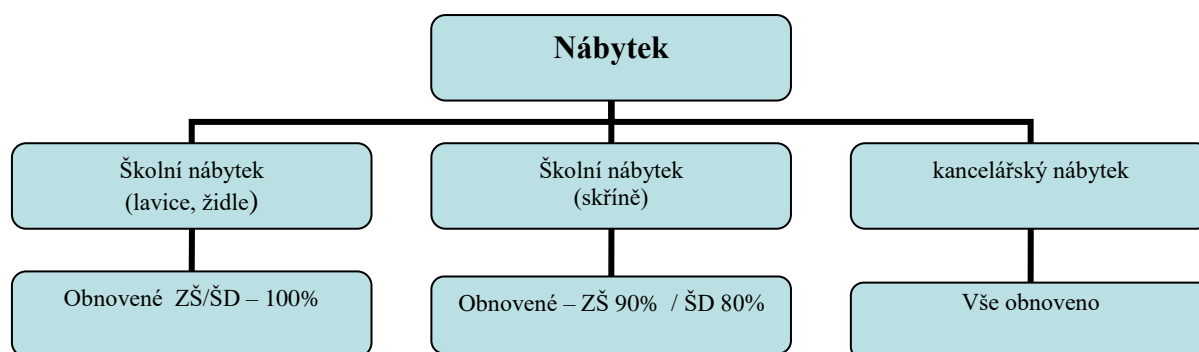 Nábytek
Školní nábytek
(lavice, židle)
Školní nábytek
(skříně)
kancelářský nábytek
Obnovené ZŠ/ŠD – 100%
Obnovené – ZŠ 90% / ŠD 80%
Vše obnoveno